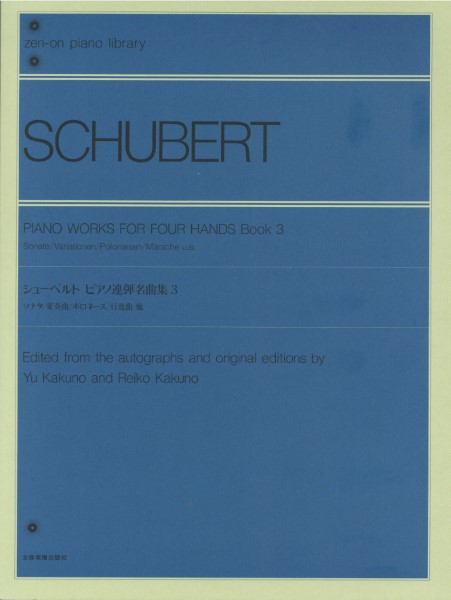 zen-on piano library
SCHUBERT
PIANO WORKS FOR FOUR HANDS Book 3
Sonate/Variationen/Polonaisen/Märsche u.a.
シューベルト ピアノ連弾名曲集 3
ソナタ/変奏曲/ポロネーズ/行進曲 他
Edited from the autographs and original editions by
Yu Kakuno and Reiko Kakuno
全音楽譜出版社